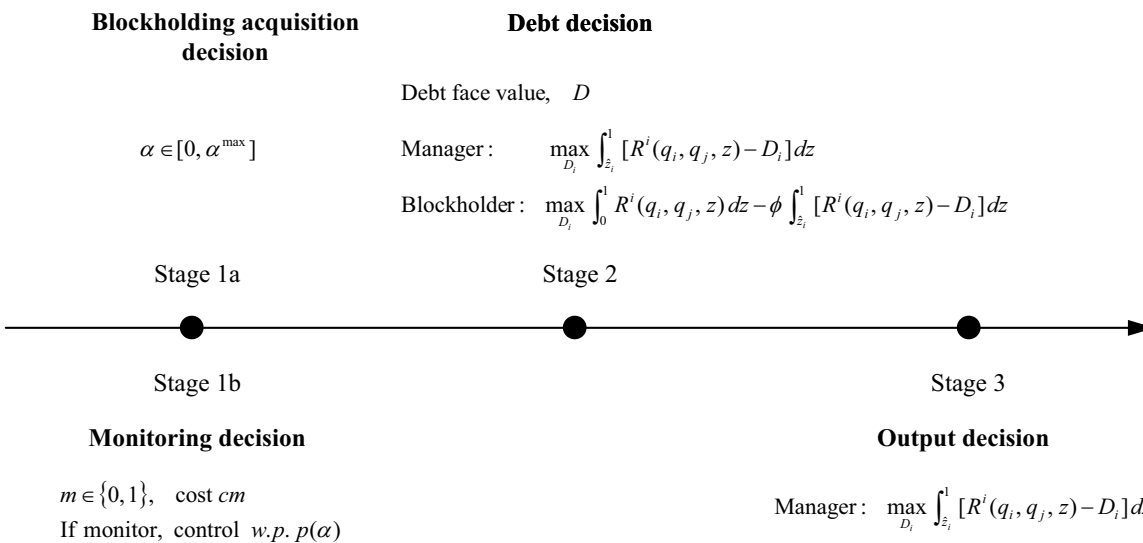 Blockholding acquisition
decision
Debt decision
Debt face value, D
α ∈[0, α^max]
Manager : max_{D_i} ∫_{ẑ_i}^{1} [R^i(q_i, q_j, z) − D_i]dz
Blockholder : max_{D_i} ∫_{0}^{1} R^i(q_i, q_j, z) dz − ϕ ∫_{ẑ_i}^{1} [R^i(q_i, q_j, z) − D_i]dz
Stage 1a
Stage 2
Stage 1b
Stage 3
Monitoring decision
Output decision
m ∈{0, 1}, cost cm
If monitor, control w.p. p(α)
Manager : max_{D_i} ∫_{ẑ_i}^{1} [R^i(q_i, q_j, z) − D_i]d